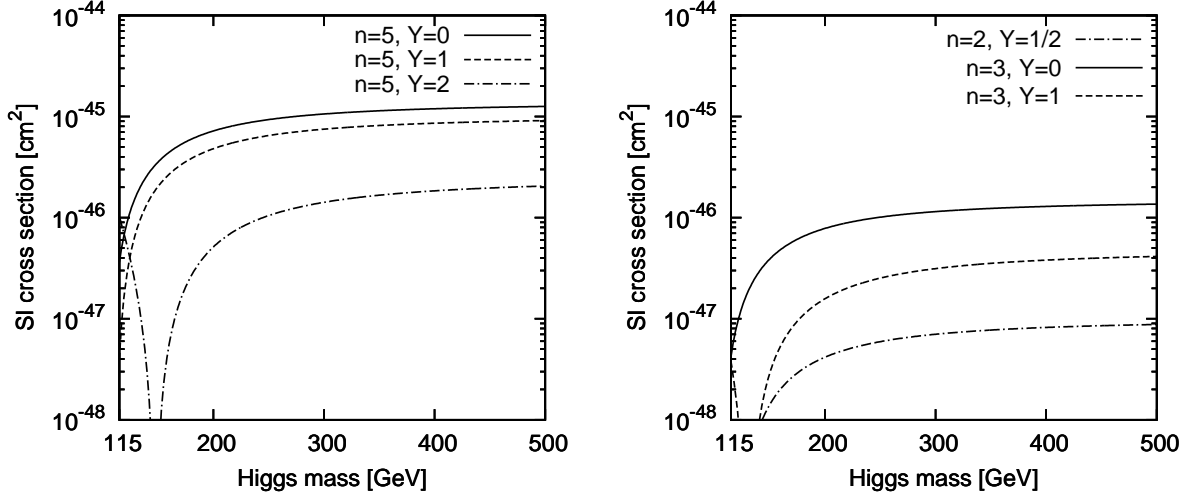 10^-44
n=5, Y=0
n=5, Y=1
n=5, Y=2
10^-45
10^-46
10^-47
10^-48
SI cross section [cm^2]
115 200 300 400 500
Higgs mass [GeV]
10^-44
n=2, Y=1/2
n=3, Y=0
n=3, Y=1
10^-45
10^-46
10^-47
10^-48
SI cross section [cm^2]
115 200 300 400 500
Higgs mass [GeV]